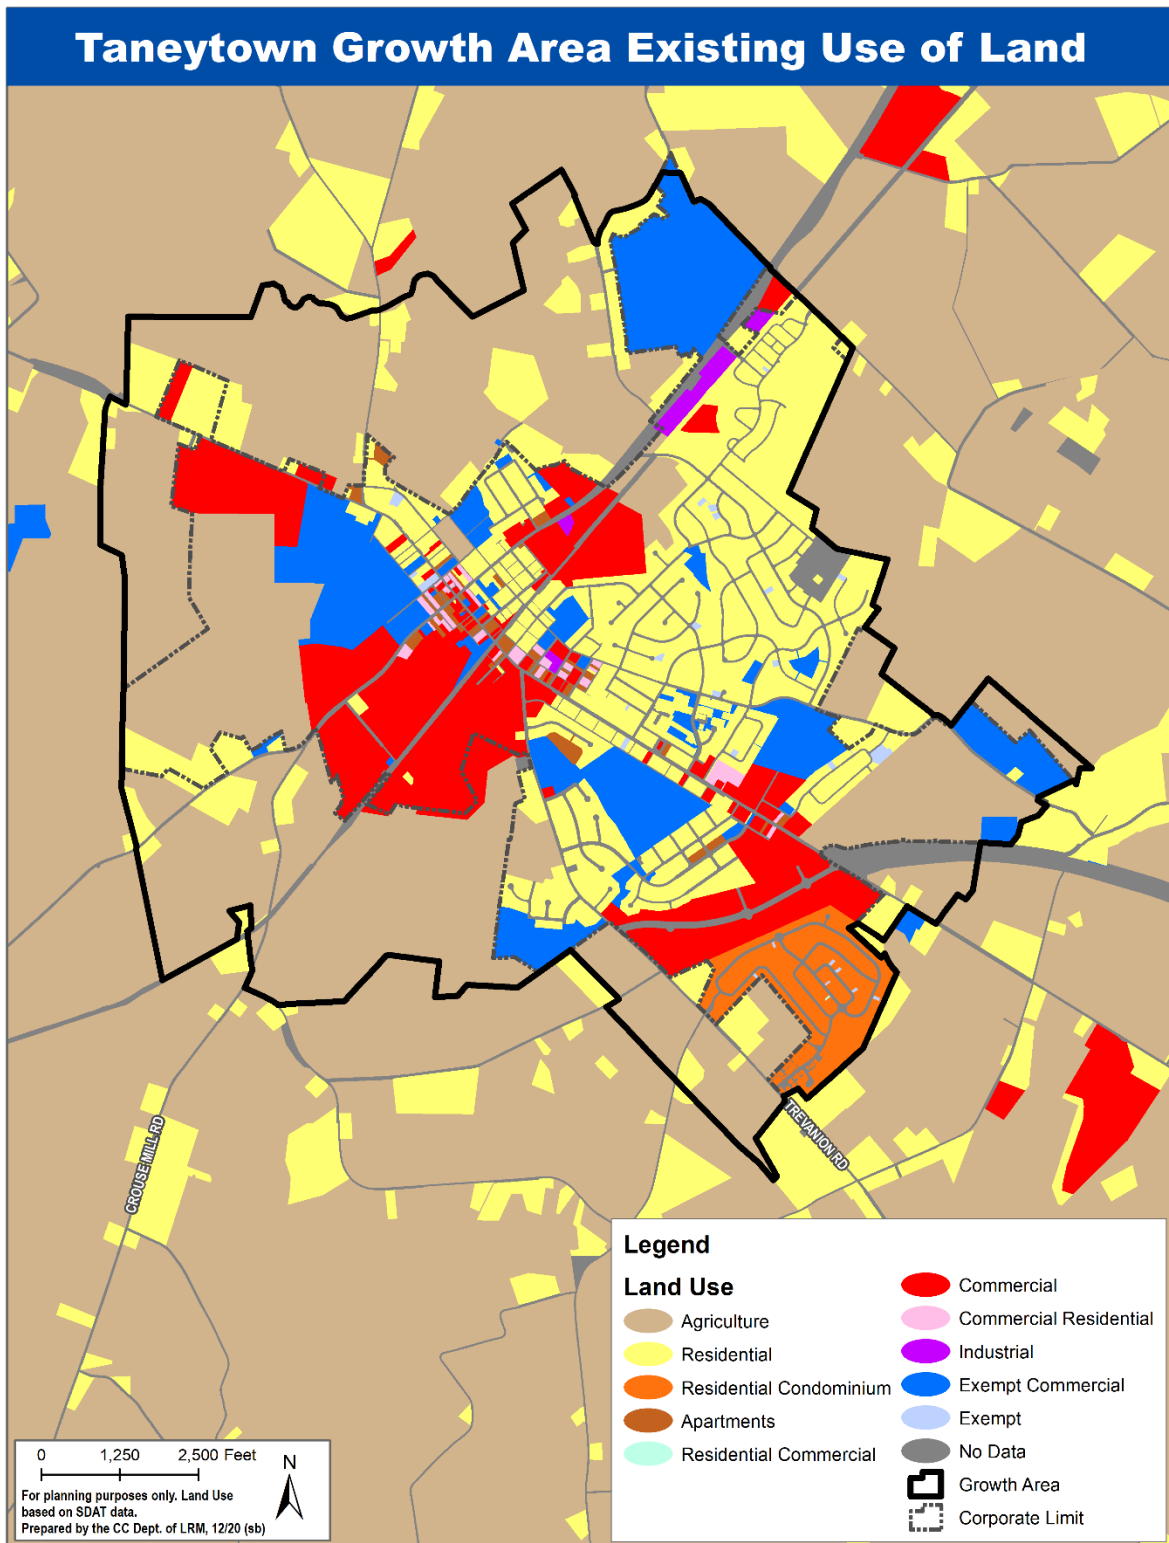 Taneytown Growth Area Existing Use of Land
CROUSE MILL RD
TREVANION RD
Legend
Land Use
Agriculture
Residential
Residential Condominium
Apartments
Residential Commercial
Commercial
Commercial Residential
Industrial
Exempt Commercial
Exempt
No Data
Growth Area
Corporate Limit
0 1,250 2,500 Feet
N
For planning purposes only. Land Use
based on SDAT data.
Prepared by the CC Dept. of LRM, 12/20 (sb)